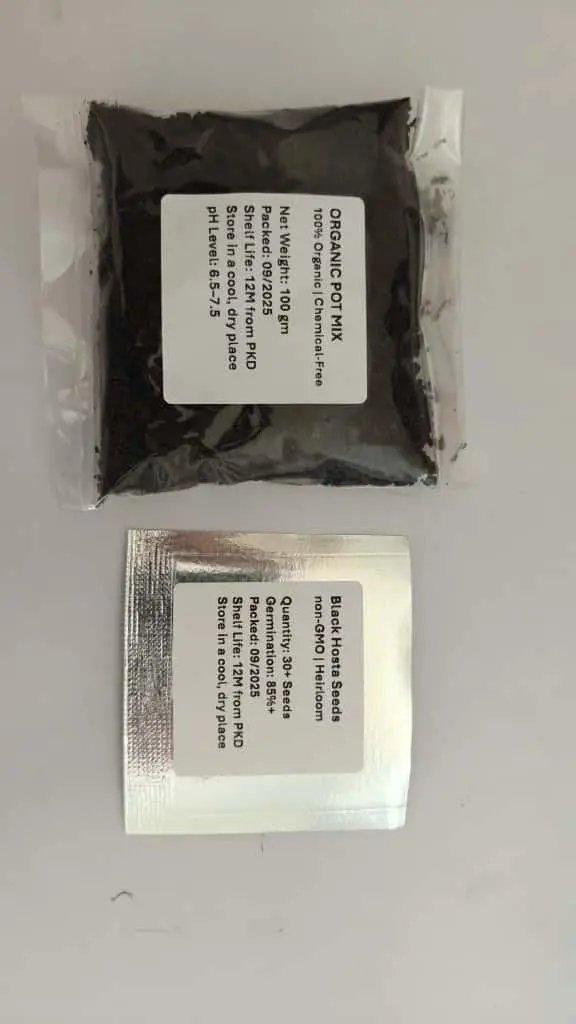 ORGANIC POT MIX
100% Organic | Chemical-Free
Net Weight: 100 gm
Packed: 09/2025
Shelf Life: 12M from PKD
Store in a cool, dry place
pH Level: 6.5–7.5
Black Hosta Seeds
non-GMO | Heirloom
Quantity: 30+ Seeds
Germination: 85%+
Packed: 09/2025
Shelf Life: 12M from PKD
Store in a cool, dry place